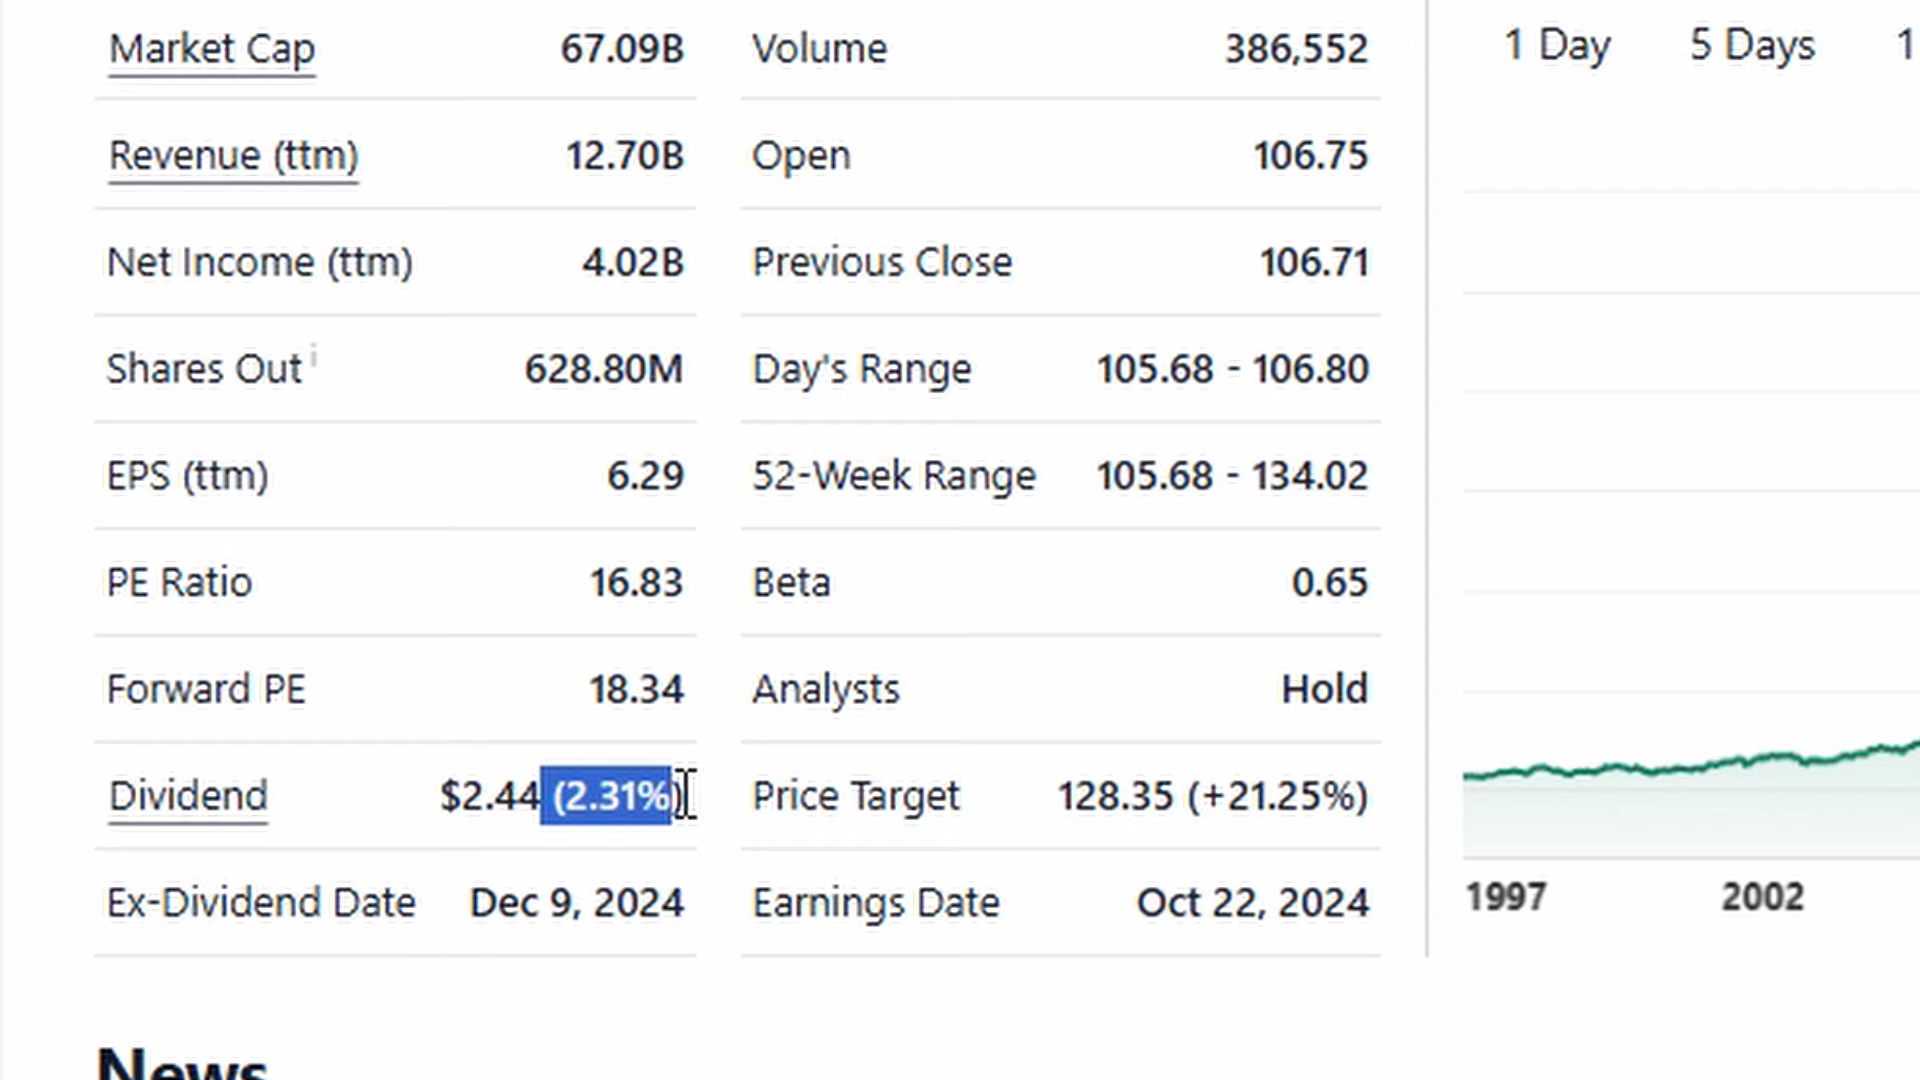 Market Cap 67.09B Volume 386,552 1 Day 5 Days 1
Revenue (ttm) 12.70B Open 106.75
Net Income (ttm) 4.02B Previous Close 106.71
Shares Out i 628.80M Day's Range 105.68 - 106.80
EPS (ttm) 6.29 52-Week Range 105.68 - 134.02
PE Ratio 16.83 Beta 0.65
Forward PE 18.34 Analysts Hold
Dividend $2.44 (2.31%) Price Target 128.35 (+21.25%)
Ex-Dividend Date Dec 9, 2024 Earnings Date Oct 22, 2024 1997 2002
News